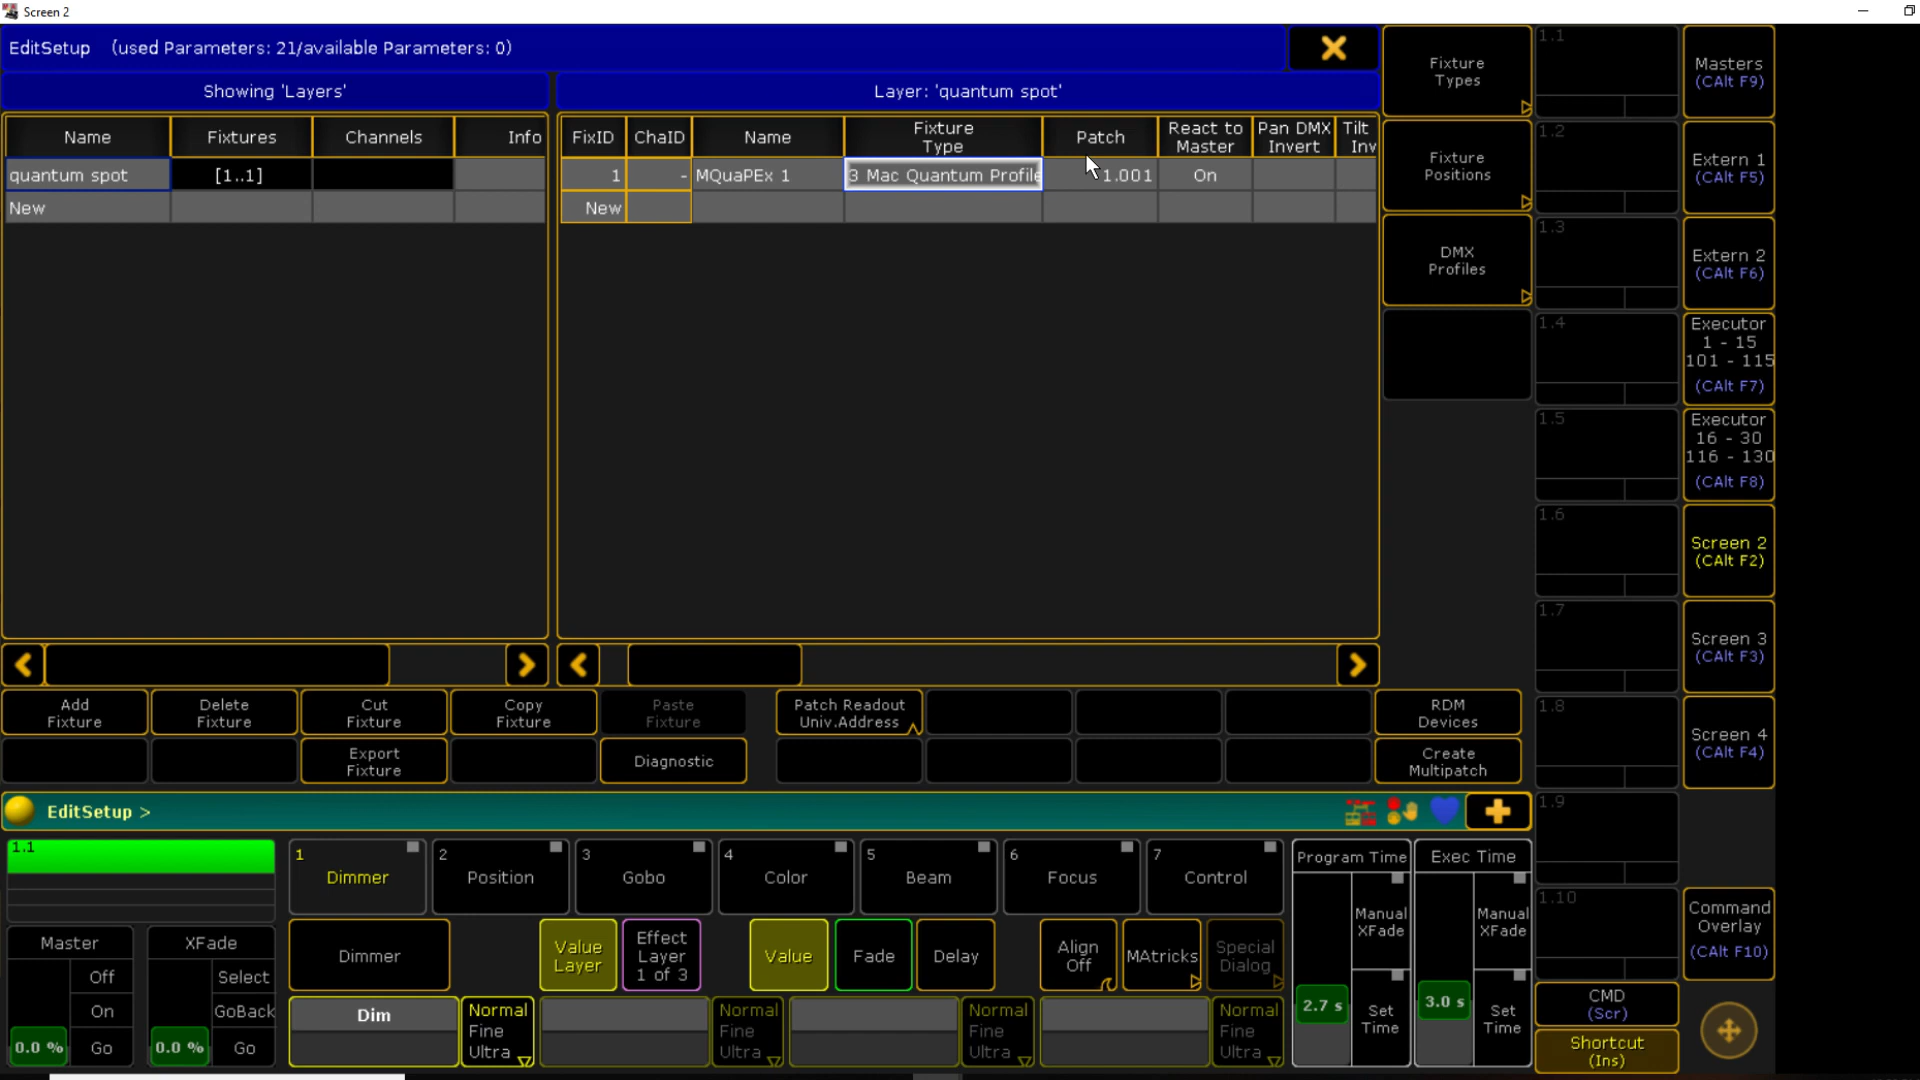 Screen 2
EditSetup (used Parameters: 21/available Parameters: 0)
Showing 'Layers'
Layer: 'quantum spot'
Name Fixtures Channels Info
quantum spot [1..1]
New
FixID ChaID Name Fixture Type Patch React to Master Pan DMX Invert Tilt Inv
1 - MQuaPEx 1 3 Mac Quantum Profile 1.001 On
New
Fixture
Types
Fixture
Positions
DMX
Profiles
1.1
1.2
1.3
1.4
1.5
1.6
1.7
1.8
1.9
1.10
Masters
(CAlt F9)
Extern 1
(CAlt F5)
Extern 2
(CAlt F6)
Executor
1 - 15
101 - 115
(CAlt F7)
Executor
16 - 30
116 - 130
(CAlt F8)
Screen 2
(CAlt F2)
Screen 3
(CAlt F3)
Screen 4
(CAlt F4)
Command
Overlay
(CAlt F10)
Add
Fixture
Delete
Fixture
Cut
Fixture
Copy
Fixture
Paste
Fixture
Patch Readout
Univ.Address
RDM
Devices
Export
Fixture
Diagnostic
Create
Multipatch
EditSetup >
1.1
1 Dimmer
2 Position
3 Gobo
4 Color
5 Beam
6 Focus
7 Control
Program Time
Exec Time
Manual
XFade
Manual
XFade
2.7 s
Set
Time
3.0 s
Set
Time
Master
Off
On
0.0 % Go
XFade
Select
GoBack
0.0 % Go
Dimmer
Value
Layer
Effect
Layer
1 of 3
Value
Fade
Delay
Align
Off
MAtricks
Special
Dialog
Dim
Normal
Fine
Ultra
Normal
Fine
Ultra
Normal
Fine
Ultra
Normal
Fine
Ultra
CMD
(Scr)
Shortcut
(Ins)